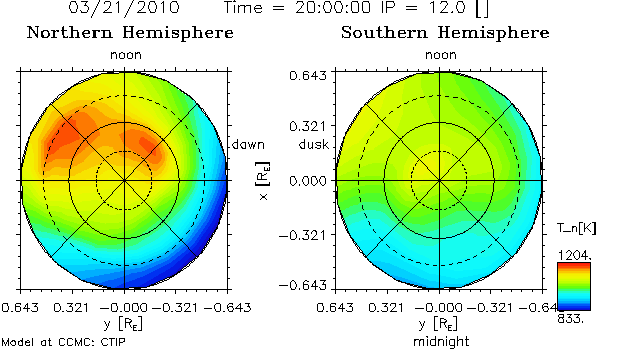 03/21/2010 Time = 20:00:00 IP = 12.0 []
Northern Hemisphere Southern Hemisphere
noon noon
0.643
0.321
dawn dusk
0.000
x [R_E]
-0.321
T_n[K]
1204.
-0.643
0.643 0.321 -0.000 -0.321 -0.643 0.643 0.321 -0.000 -0.321 -0.64
833.
y [R_E] y [R_E]
Model at CCMC: CTIP midnight